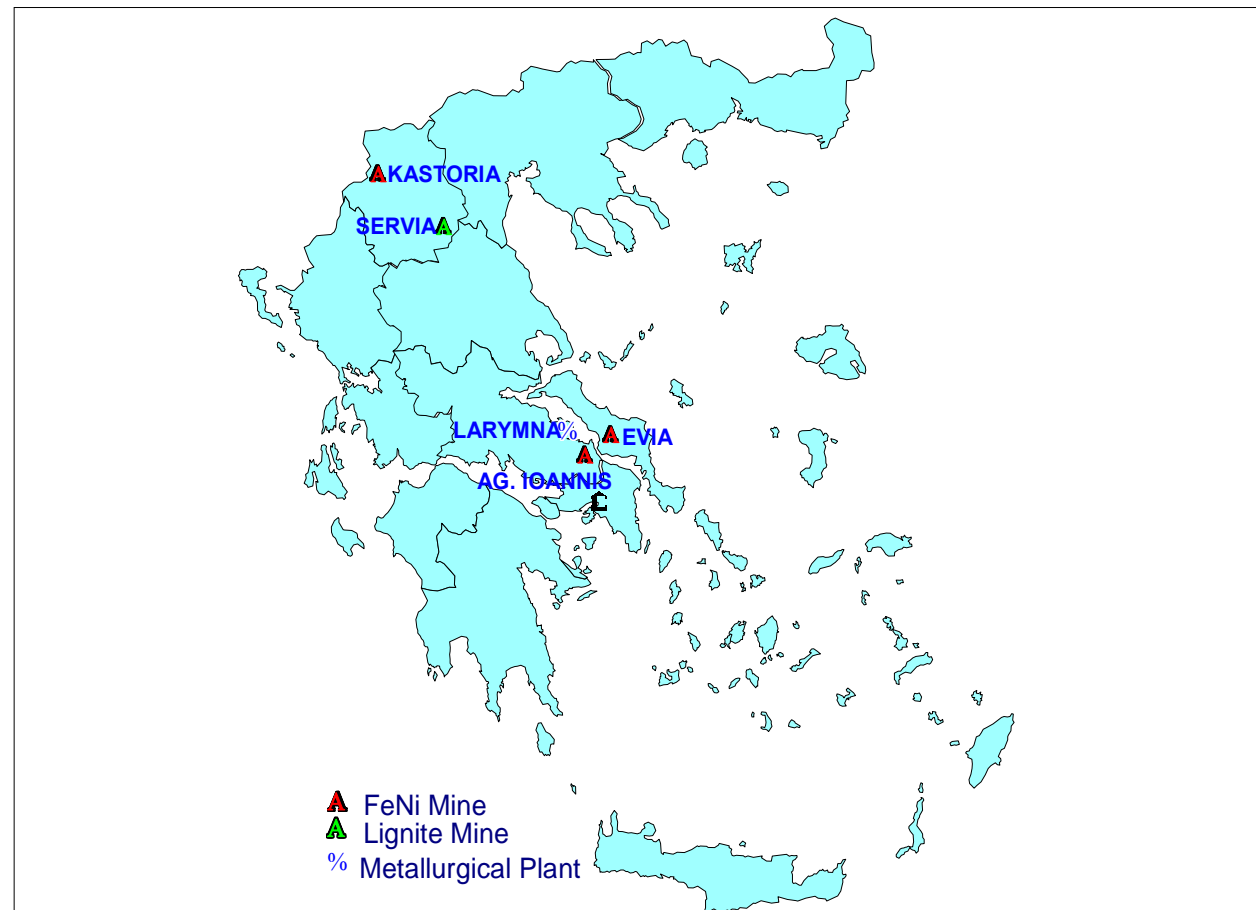 A KASTORIA
SERVIA A
LARYMNA %
A EVIA
A
AG. IOANNIS
A FeNi Mine
A Lignite Mine
% Metallurgical Plant